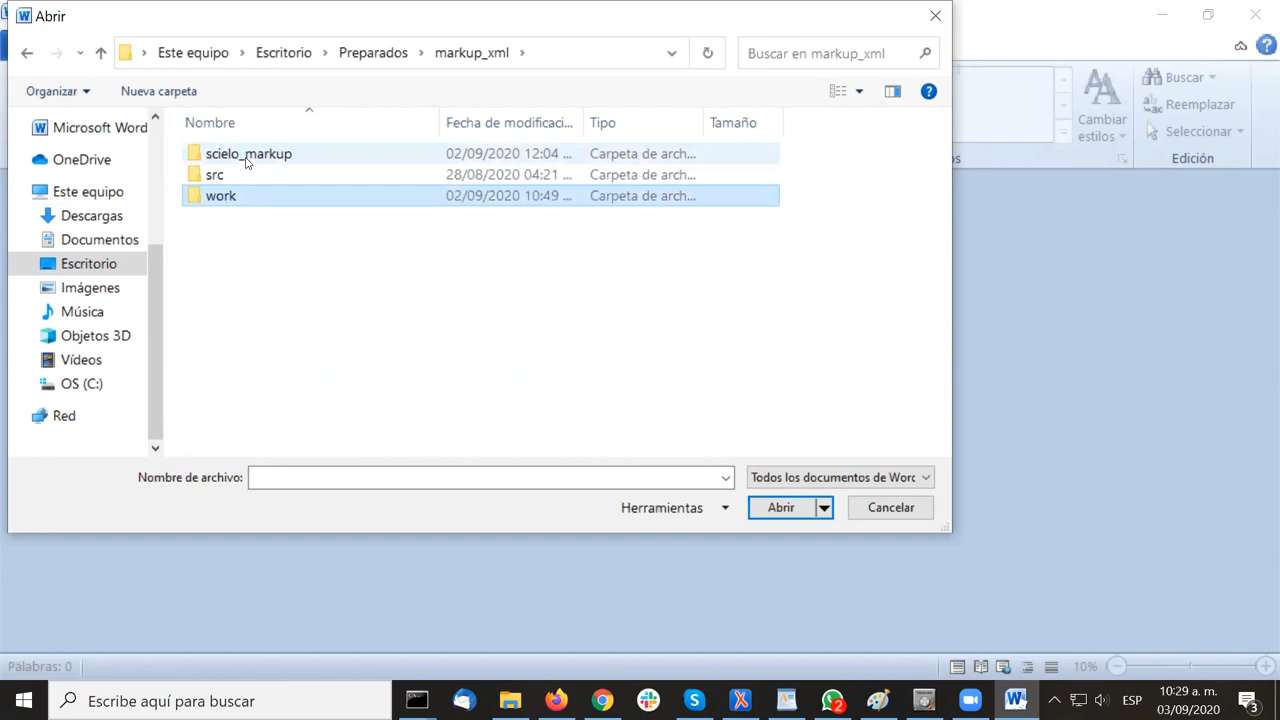 Abrir
Este equipo > Escritorio > Preparados > markup_xml >
Buscar en markup_xml
Organizar
Nueva carpeta
Nombre
Fecha de modificaci...
Tipo
Tamaño
Microsoft Word
OneDrive
Este equipo
Descargas
Documentos
Escritorio
Imágenes
Música
Objetos 3D
Vídeos
OS (C:)
Red
scielo_markup 02/09/2020 12:04 ... Carpeta de arch...
src 28/08/2020 04:21 ... Carpeta de arch...
work 02/09/2020 10:49 ... Carpeta de arch...
Nombre de archivo:
Todos los documentos de Worc
Herramientas
Abrir
Cancelar
Cambiar
estilos
Buscar
Reemplazar
Seleccionar
Edición
Palabras: 0
10%
Escribe aquí para buscar
2
ESP
10:29 a. m.
03/09/2020
3